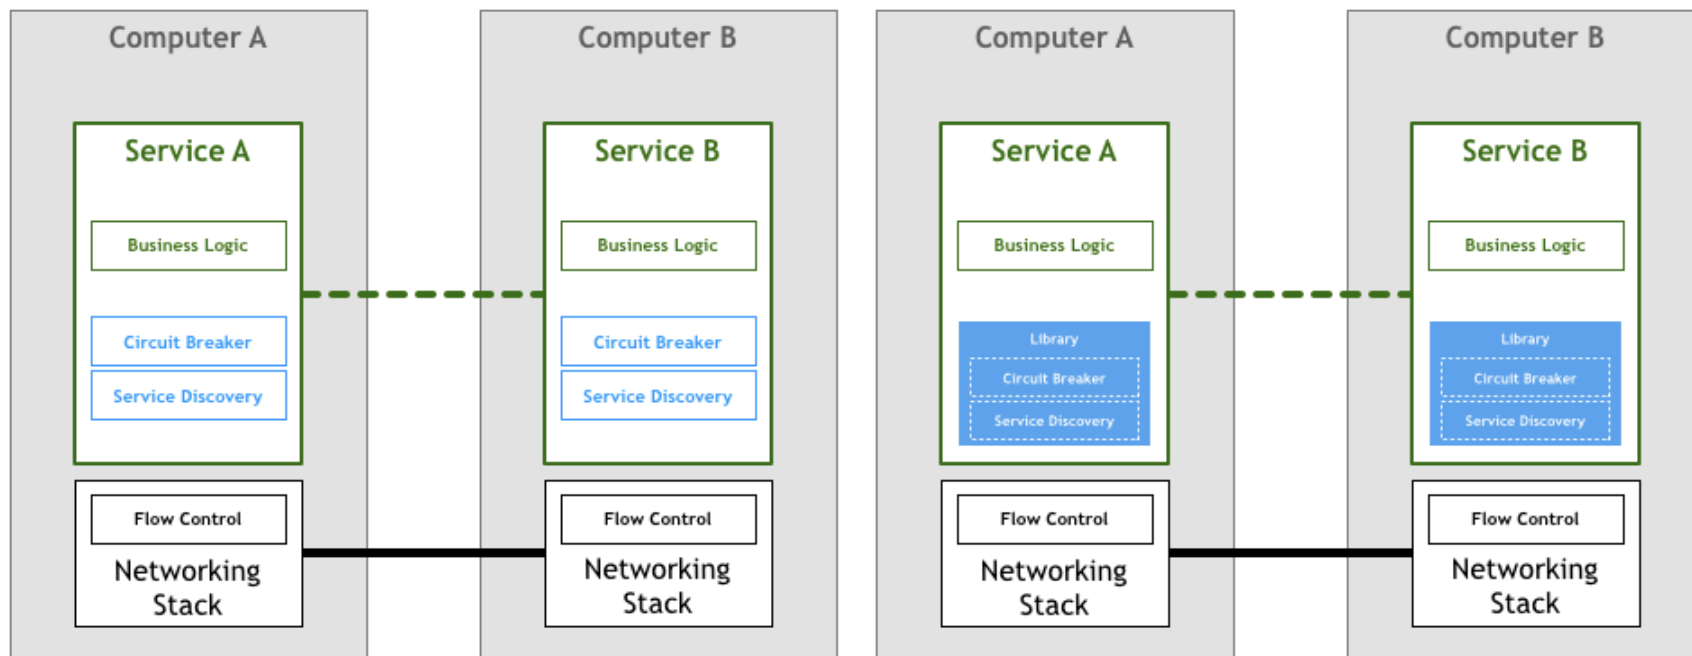 Computer A
Service A
Business Logic
Circuit Breaker
Service Discovery
Flow Control
Networking
Stack
Computer B
Service B
Business Logic
Circuit Breaker
Service Discovery
Flow Control
Networking
Stack
Computer A
Service A
Business Logic
Library
Circuit Breaker
Service Discovery
Flow Control
Networking
Stack
Computer B
Service B
Business Logic
Library
Circuit Breaker
Service Discovery
Flow Control
Networking
Stack